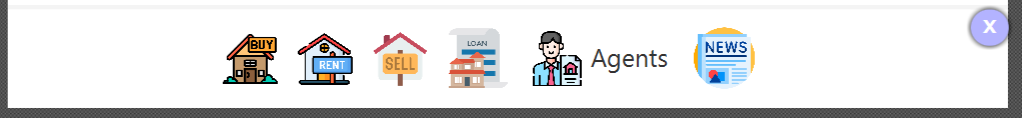 BUY
RENT
SELL
LOAN
Agents
NEWS
X